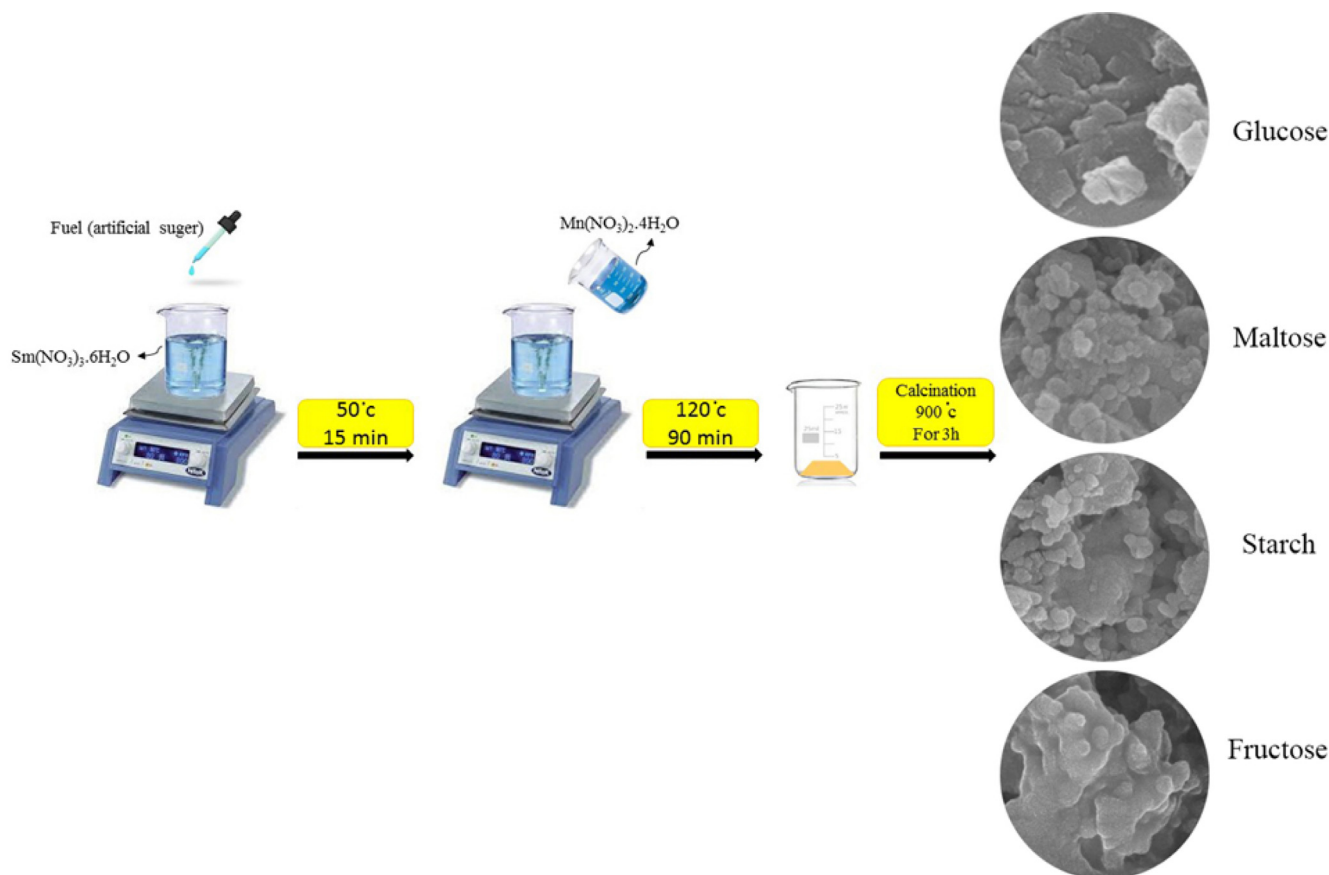 Fuel (artificial suger)
Sm(NO₃)₃.6H₂O
50°c
15 min
Mn(NO₃)₂.4H₂O
120°c
90 min
Calcination
900°c
For 3h
Glucose
Maltose
Starch
Fructose